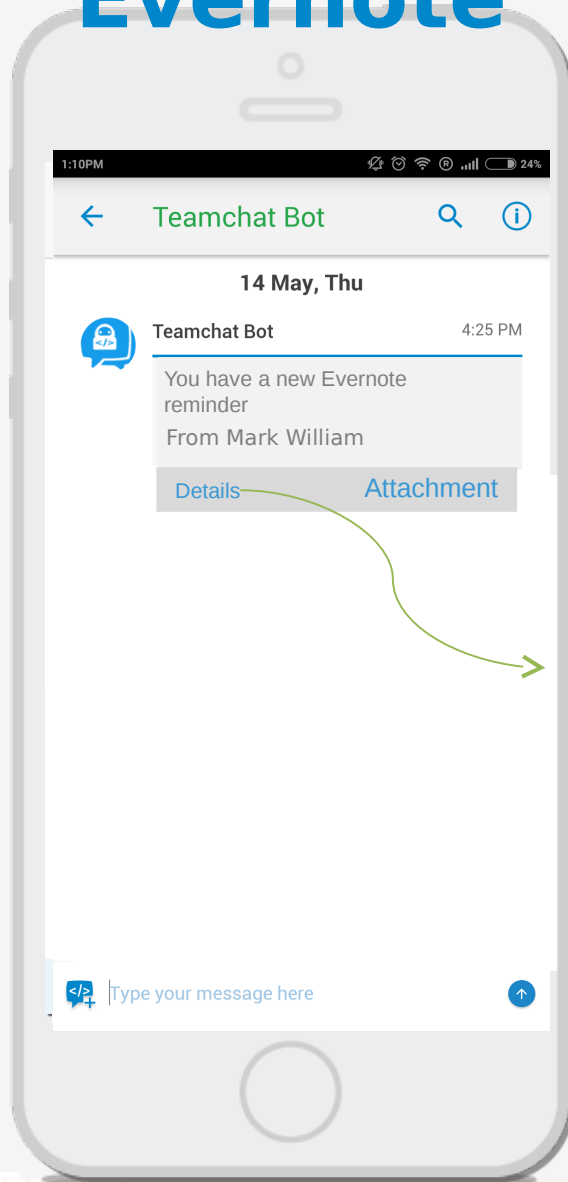 Evernote
1:10PM 24%
Teamchat Bot
14 May, Thu
Teamchat Bot 4:25 PM
You have a new Evernote
reminder
From Mark William
Details Attachment
Type your message here